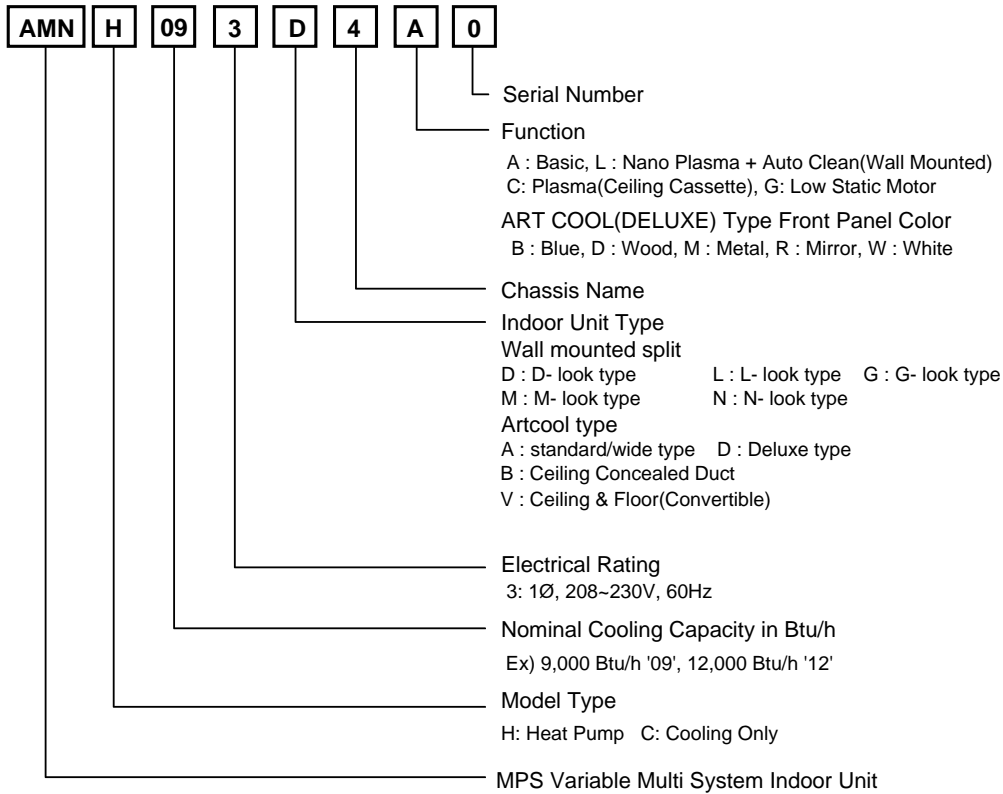 AMN H 09 3 D 4 A 0
Serial Number
Function
A : Basic, L : Nano Plasma + Auto Clean(Wall Mounted)
C: Plasma(Ceiling Cassette), G: Low Static Motor
ART COOL(DELUXE) Type Front Panel Color
B : Blue, D : Wood, M : Metal, R : Mirror, W : White
Chassis Name
Indoor Unit Type
Wall mounted split
D : D- look type L : L- look type G : G- look type
M : M- look type N : N- look type
Artcool type
A : standard/wide type D : Deluxe type
B : Ceiling Concealed Duct
V : Ceiling & Floor(Convertible)
Electrical Rating
3: 1Ø, 208~230V, 60Hz
Nominal Cooling Capacity in Btu/h
Ex) 9,000 Btu/h '09', 12,000 Btu/h '12'
Model Type
H: Heat Pump C: Cooling Only
MPS Variable Multi System Indoor Unit